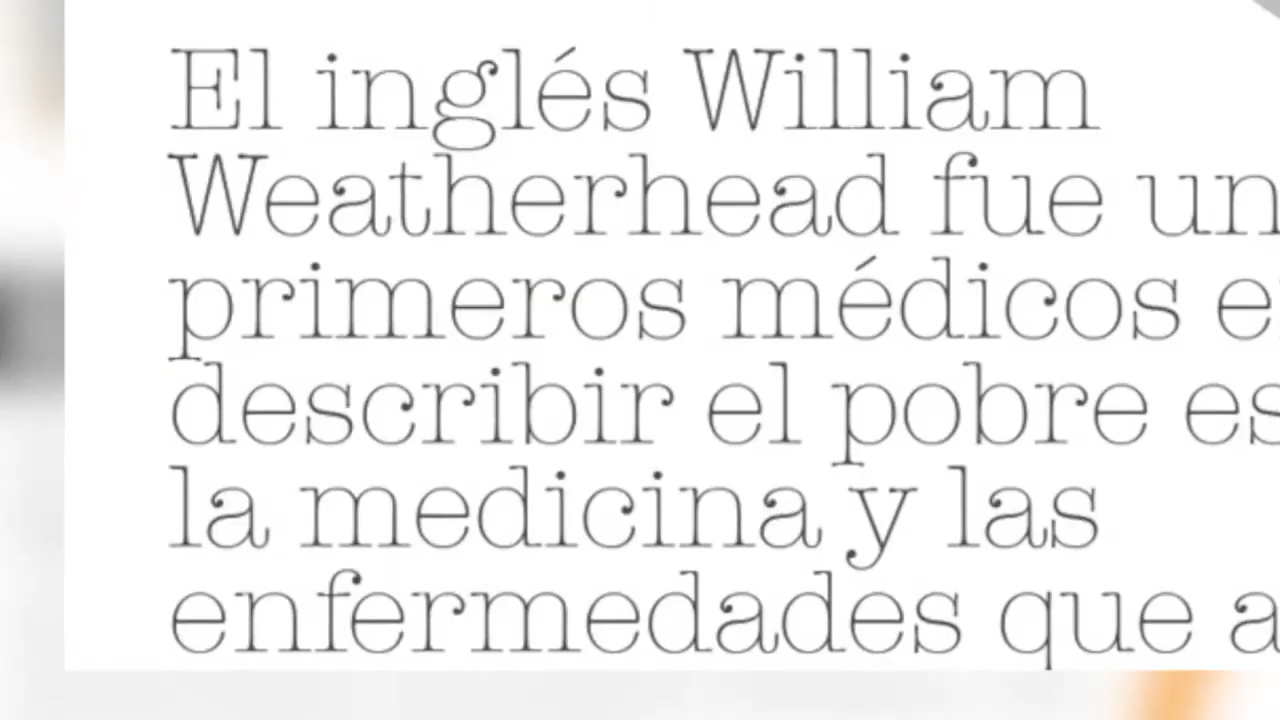 El inglés William
Weatherhead fue un
primeros médicos e
describir el pobre es
la medicina y las
enfermedades que a